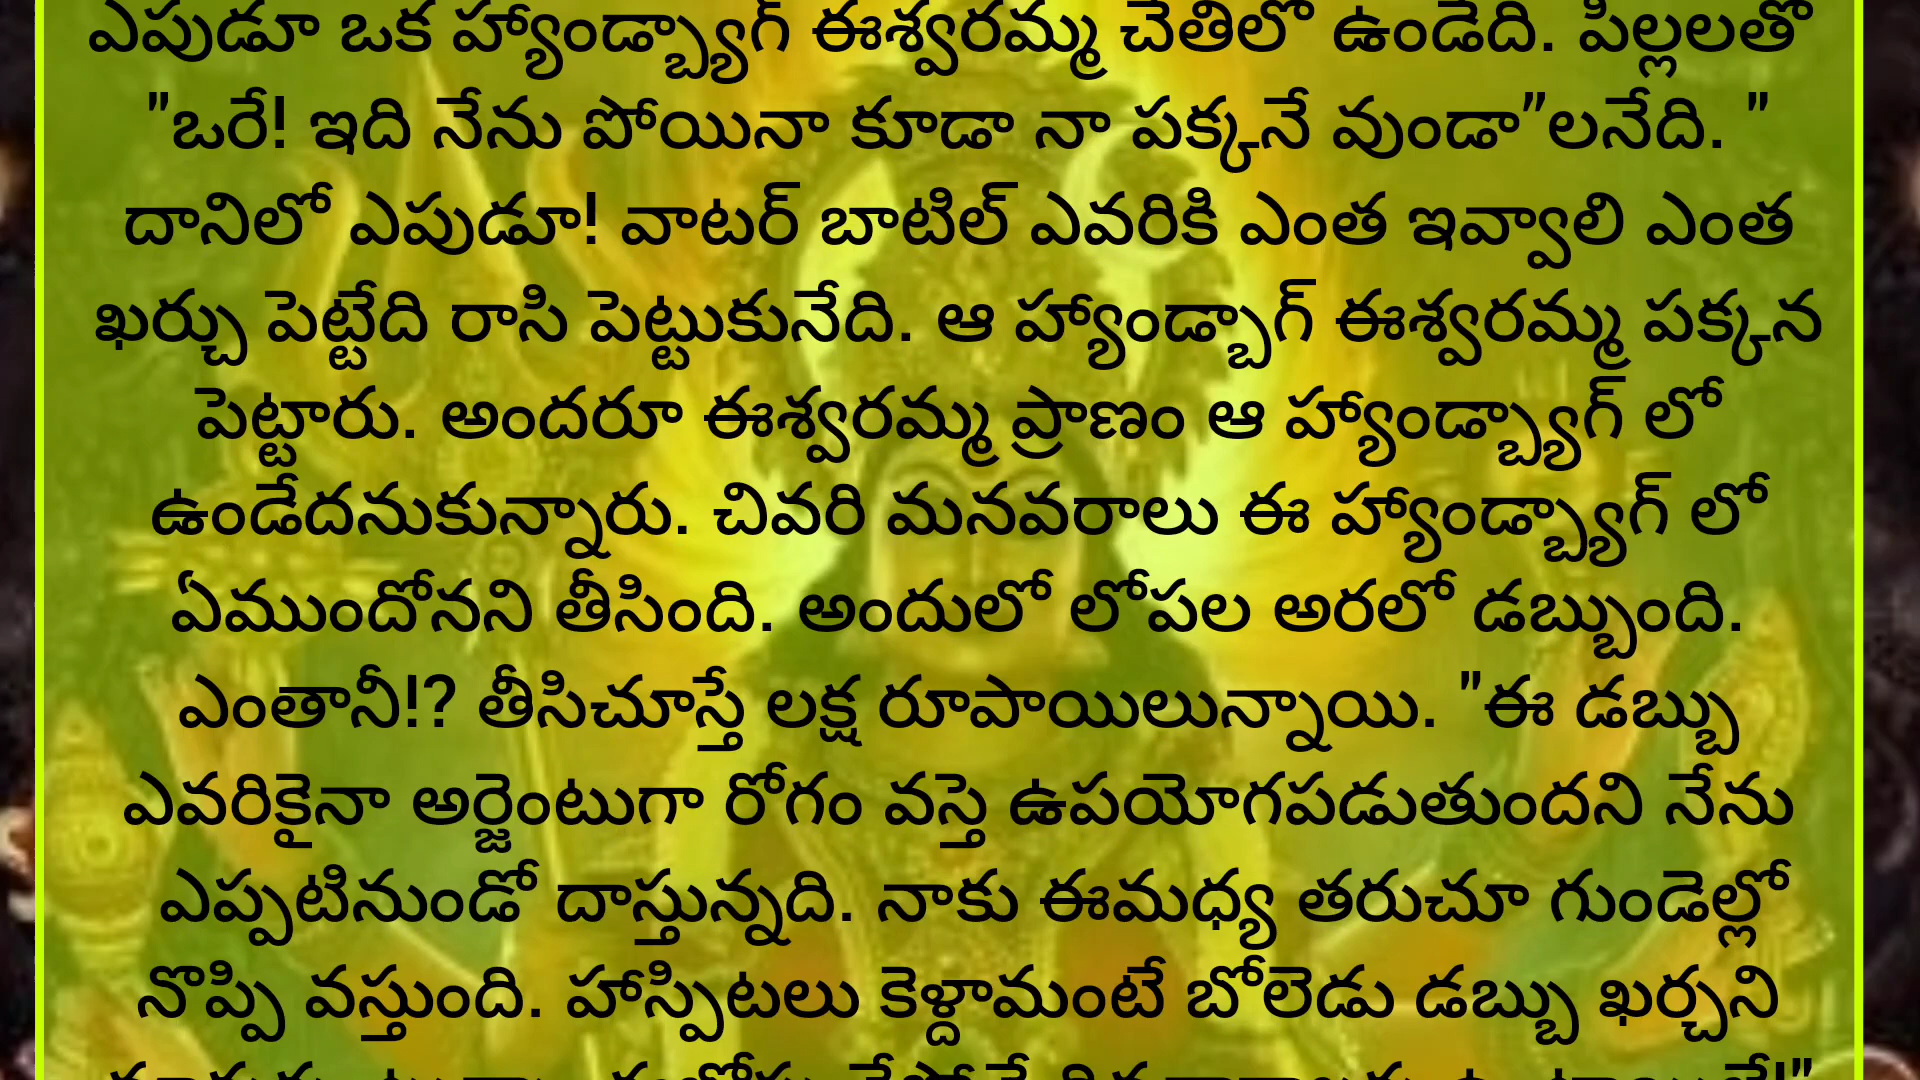 ఎపుడూ ఒక హ్యాండ్బ్యాగ్ ఈశ్వరమ్మ చేతిలో ఉండేది. పిల్లలతో
"ఒరే! ఇది నేను పోయినా కూడా నా పక్కనే వుండా"లనేది. "
దానిలో ఎపుడూ! వాటర్ బాటిల్ ఎవరికి ఎంత ఇవ్వాలి ఎంత
ఖర్చు పెట్టేది రాసి పెట్టుకునేది. ఆ హ్యాండ్బాగ్ ఈశ్వరమ్మ పక్కన
పెట్టారు. అందరూ ఈశ్వరమ్మ ప్రాణం ఆ హ్యాండ్బ్యాగ్ లో
ఉండేదనుకున్నారు. చివరి మనవరాలు ఈ హ్యాండ్బ్యాగ్ లో
ఏముందోనని తీసింది. అందులో లోపల అరలో డబ్బుంది.
ఎంతానీ!? తీసిచూస్తే లక్ష రూపాయిలున్నాయి. "ఈ డబ్బు
ఎవరికైనా అర్జెంటుగా రోగం వస్తె ఉపయోగపడుతుందని నేను
ఎప్పటినుండో దాస్తున్నది. నాకు ఈమధ్య తరుచూ గుండెల్లో
నొప్పి వస్తుంది. హాస్పిటలు కెళ్దామంటే బోలెడు డబ్బు ఖర్చని